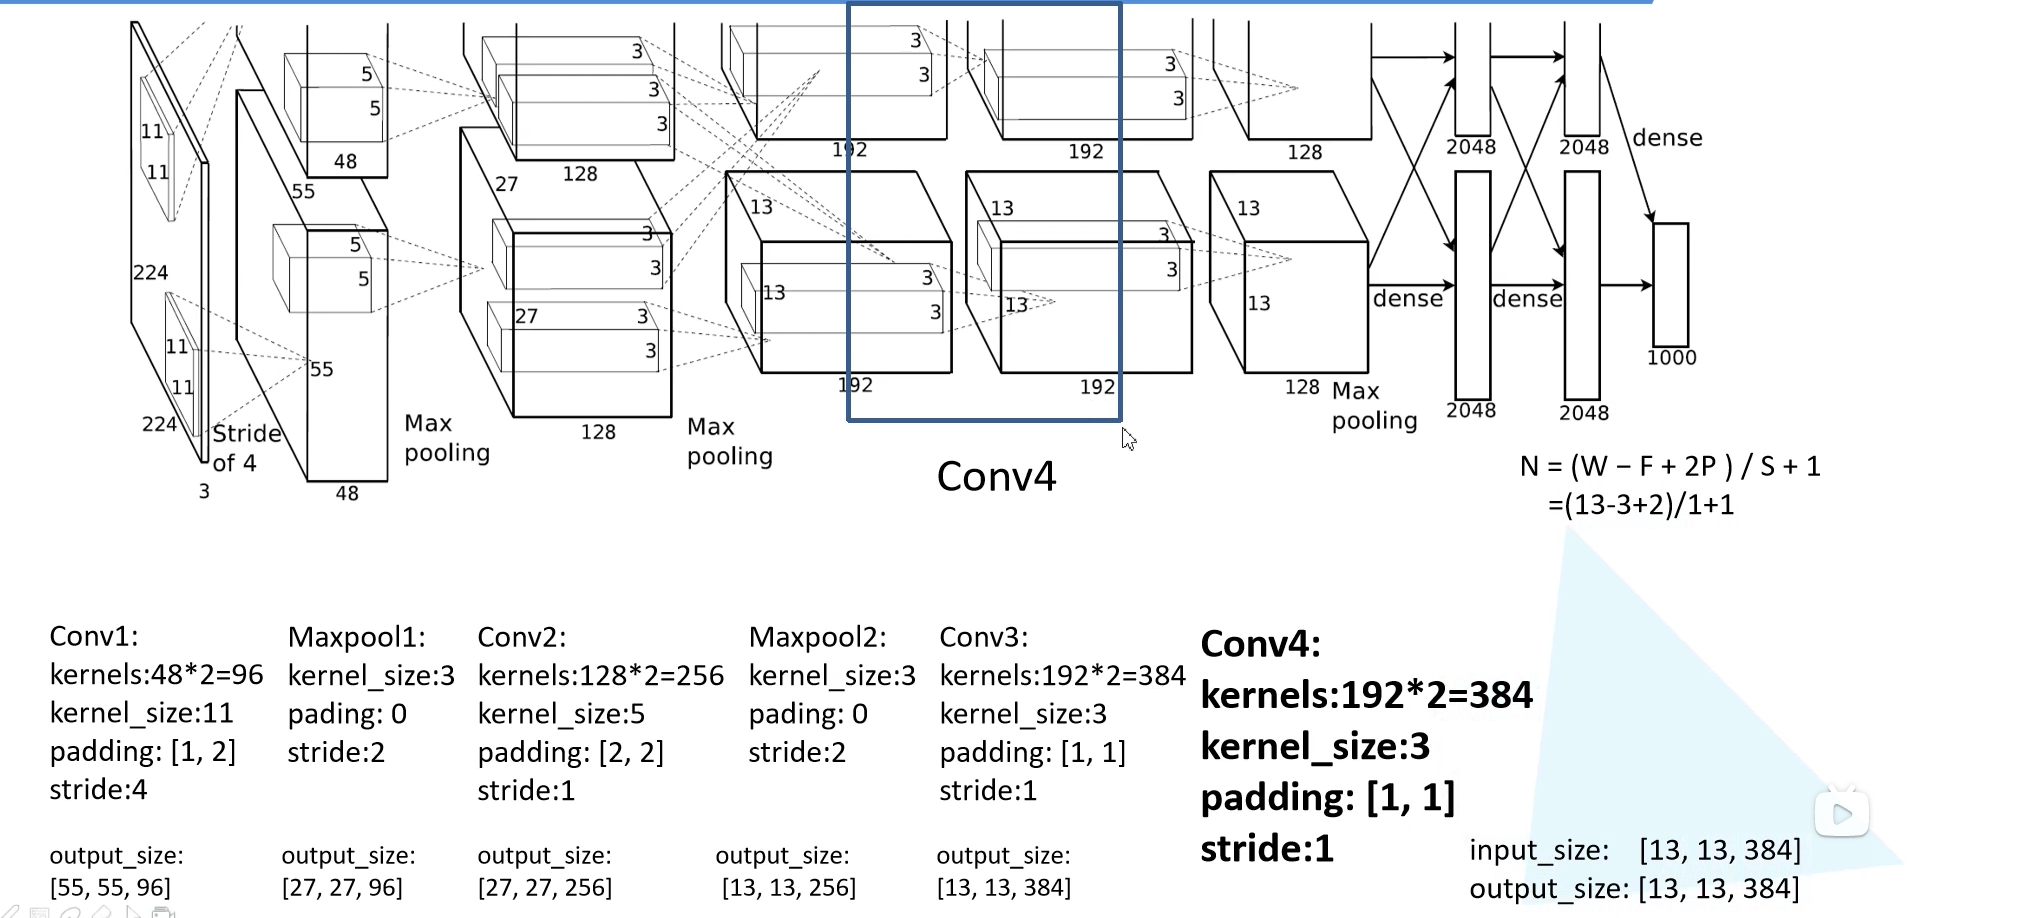 11
11
5
5
48
55
3
3
3
128
27
3
3
192
3
3
192
128
2048
2048
dense
224
11
11
224
Stride
of 4
3
5
5
55
48
Max
pooling
3
3
27
3
3
128
Max
pooling
13
13
3
3
192
13
13
3
3
192
13
13
128
Max
pooling
dense
dense
2048
2048
1000
Conv4
N = (W – F + 2P ) / S + 1
=(13-3+2)/1+1
Conv1:
kernels:48*2=96
kernel_size:11
padding: [1, 2]
stride:4
output_size:
[55, 55, 96]
Maxpool1:
kernel_size:3
pading: 0
stride:2
output_size:
[27, 27, 96]
Conv2:
kernels:128*2=256
kernel_size:5
padding: [2, 2]
stride:1
output_size:
[27, 27, 256]
Maxpool2:
kernel_size:3
pading: 0
stride:2
output_size:
[13, 13, 256]
Conv3:
kernels:192*2=384
kernel_size:3
padding: [1, 1]
stride:1
output_size:
[13, 13, 384]
Conv4:
kernels:192*2=384
kernel_size:3
padding: [1, 1]
stride:1
input_size: [13, 13, 384]
output_size: [13, 13, 384]